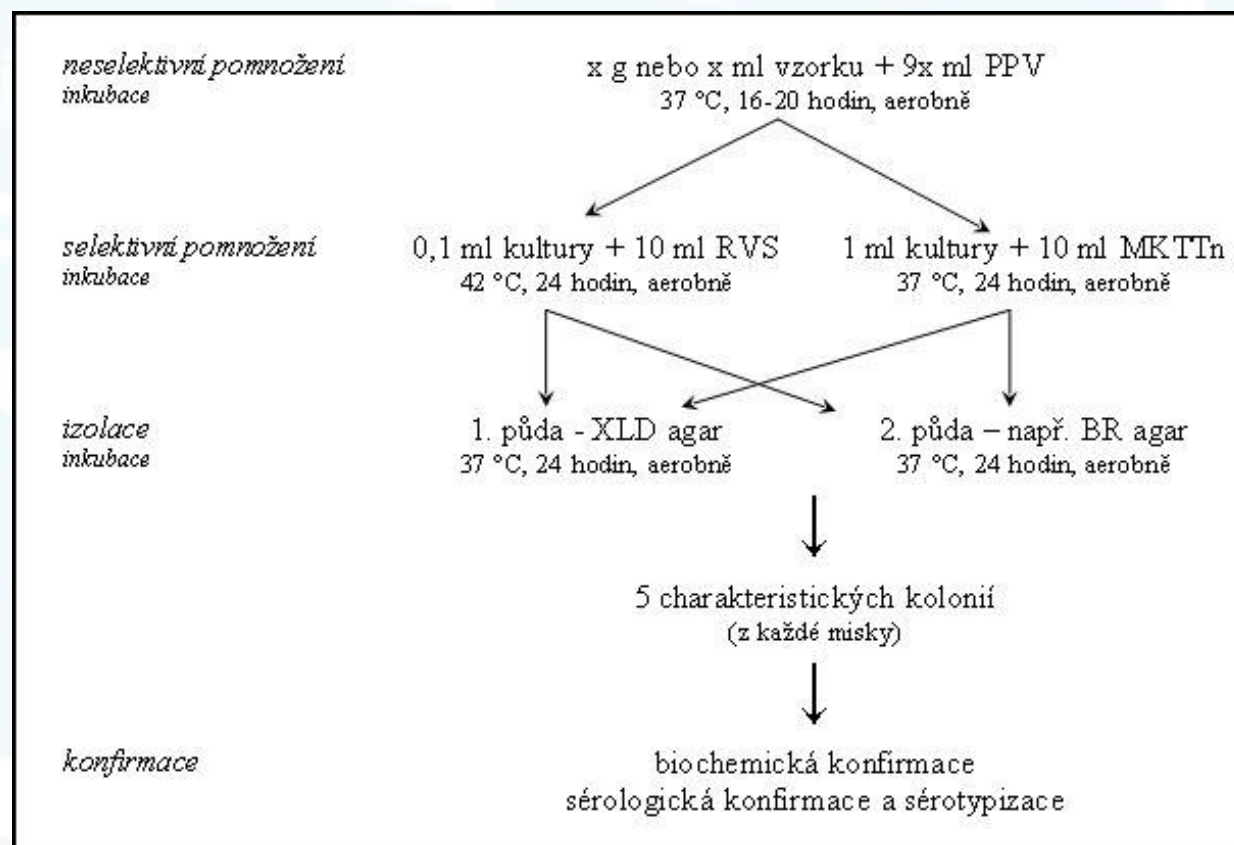 neselektivní pomnožení
inkubace
x g nebo x ml vzorku + 9x ml PPV
37 °C, 16-20 hodin, aerobně
selektivní pomnožení
inkubace
0,1 ml kultury + 10 ml RVS
42 °C, 24 hodin, aerobně
1 ml kultury + 10 ml MKTTn
37 °C, 24 hodin, aerobně
izolace
inkubace
1. půda - XLD agar
37 °C, 24 hodin, aerobně
2. půda – např. BR agar
37 °C, 24 hodin, aerobně
5 charakteristických kolonií
(z každé misky)
konfirmace
biochemická konfirmace
sérologická konfirmace a sérotypizace